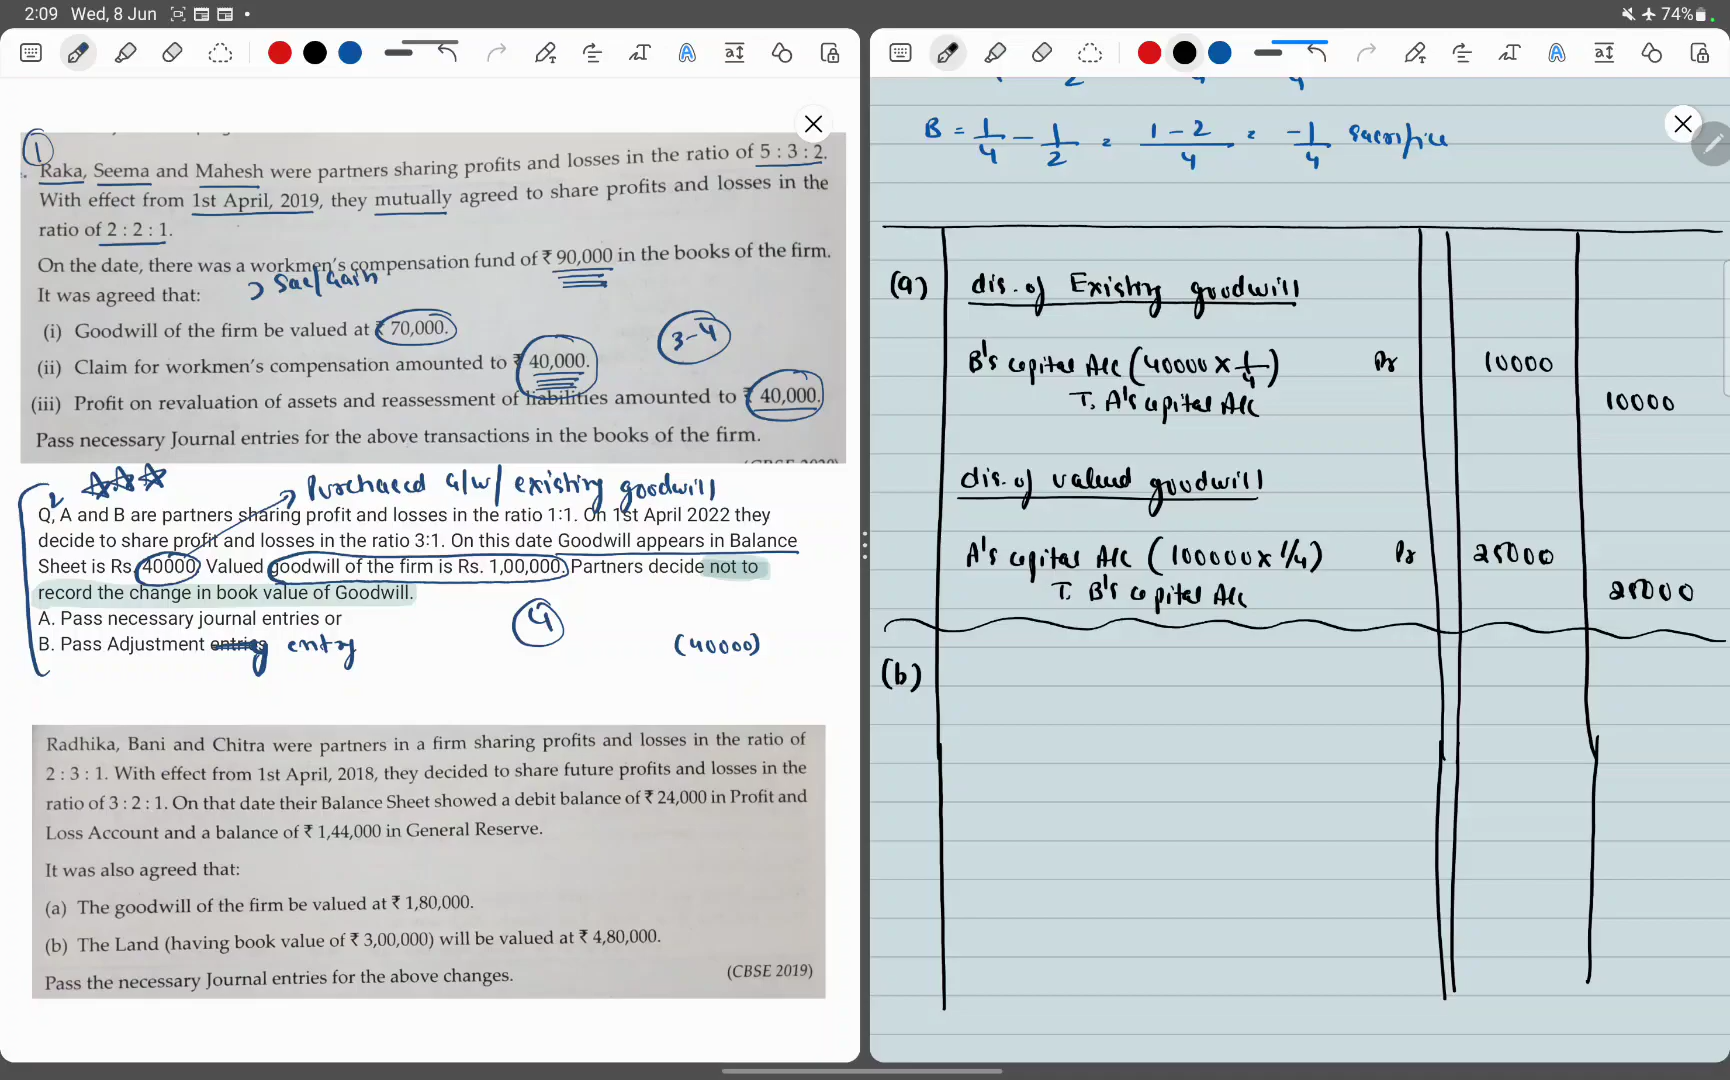 2:09 Wed, 8 Jun
74%
1
Raka, Seema and Mahesh were partners sharing profits and losses in the ratio of 5 : 3 : 2.
With effect from 1st April, 2019, they mutually agreed to share profits and losses in the
ratio of 2 : 2 : 1.
On the date, there was a workmen's compensation fund of ₹ 90,000 in the books of the firm.
It was agreed that:
→ Sac/Gain
(i) Goodwill of the firm be valued at ₹ 70,000.
3-4
(ii) Claim for workmen's compensation amounted to ₹ 40,000.
(iii) Profit on revaluation of assets and reassessment of liabilities amounted to ₹ 40,000.
Pass necessary Journal entries for the above transactions in the books of the firm.
2
→ Purchased G/W/ existing goodwill
Q, A and B are partners sharing profit and losses in the ratio 1:1. On 1st April 2022 they
decide to share profit and losses in the ratio 3:1. On this date Goodwill appears in Balance
Sheet is Rs. 40000. Valued goodwill of the firm is Rs. 1,00,000. Partners decide not to
record the change in book value of Goodwill.
A. Pass necessary journal entries or
4
B. Pass Adjustment entries entry
(40000)
Radhika, Bani and Chitra were partners in a firm sharing profits and losses in the ratio of
2 : 3 : 1. With effect from 1st April, 2018, they decided to share future profits and losses in the
ratio of 3 : 2 : 1. On that date their Balance Sheet showed a debit balance of ₹ 24,000 in Profit and
Loss Account and a balance of ₹ 1,44,000 in General Reserve.
It was also agreed that:
(a) The goodwill of the firm be valued at ₹ 1,80,000.
(b) The Land (having book value of ₹ 3,00,000) will be valued at ₹ 4,80,000.
Pass the necessary Journal entries for the above changes.
(CBSE 2019)
B = 1/4 - 1/2 = 1-2/4 = -1/4 sacrifice
(a) dis. of Existing goodwill
B's capital A/c (40000 × 1/4) Dr 10000
To A's capital A/c 10000
dis. of valued goodwill
A's capital A/c (100000 × 1/4) Dr 25000
To B's capital A/c 25000
(b)